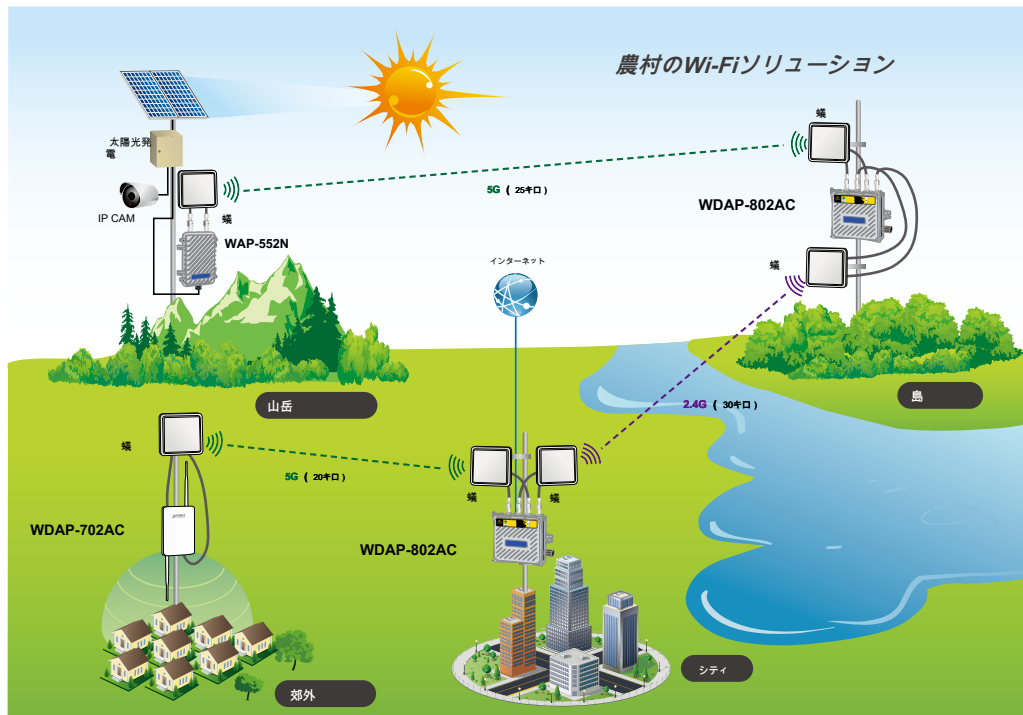 農村のWi-Fiソリューション
太陽光発
電
IP CAM
蟻
WAP-552N
5G ( 25キロ )
蟻
WDAP-802AC
蟻
インターネット
2.4G ( 30キロ )
山岳
島
蟻
5G ( 20キロ )
蟻
蟻
WDAP-702AC
WDAP-802AC
シティ
郊外